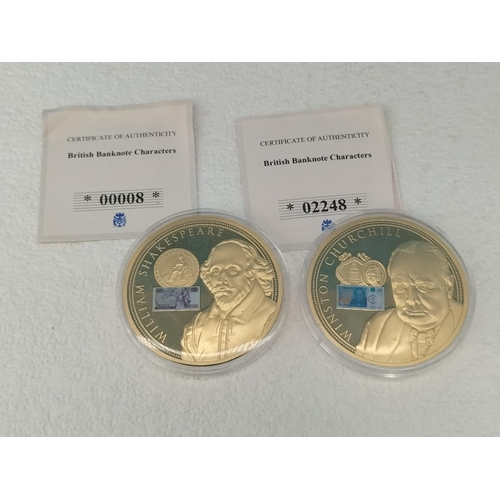 CERTIFICATE OF AUTHENTICITY
British Banknote Characters
* 00008 *
CERTIFICATE OF AUTHENTICITY
British Banknote Characters
* 02248 *
WILLIAM SHAKESPEARE
WINSTON CHURCHILL